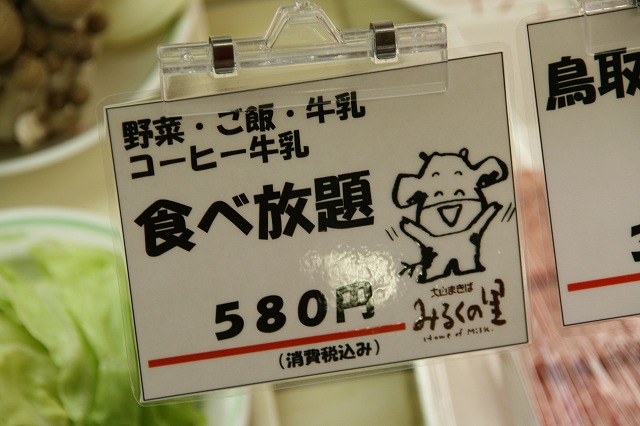 野菜・ご飯・牛乳
コーヒー牛乳
食べ放題
580円
(消費税込み)
大山まきば
みるくの里
Home of Milk.
鳥取